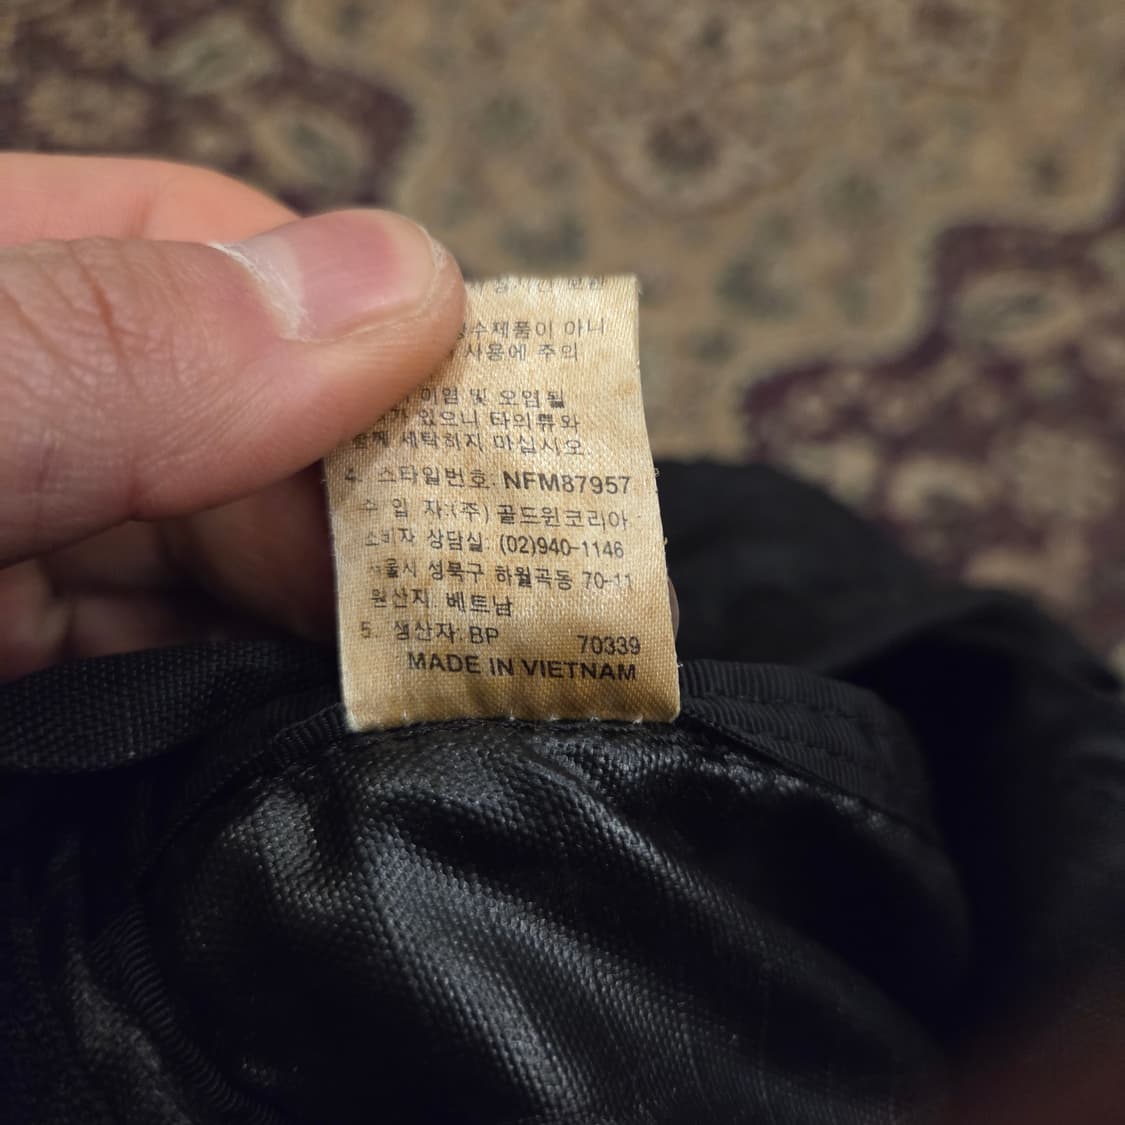 수제품이 아니
사용에 주의
이염 및 오염될
있으니 타의류와
함께 세탁하지 마십시오.
4. 스타일번호: NFM87957
수 입 자:(주) 골드윈코리아
소비자 상담실: (02)940-1146
서울시 성북구 하월곡동 70-11
원산지: 베트남
5. 생산자: BP 70339
MADE IN VIETNAM